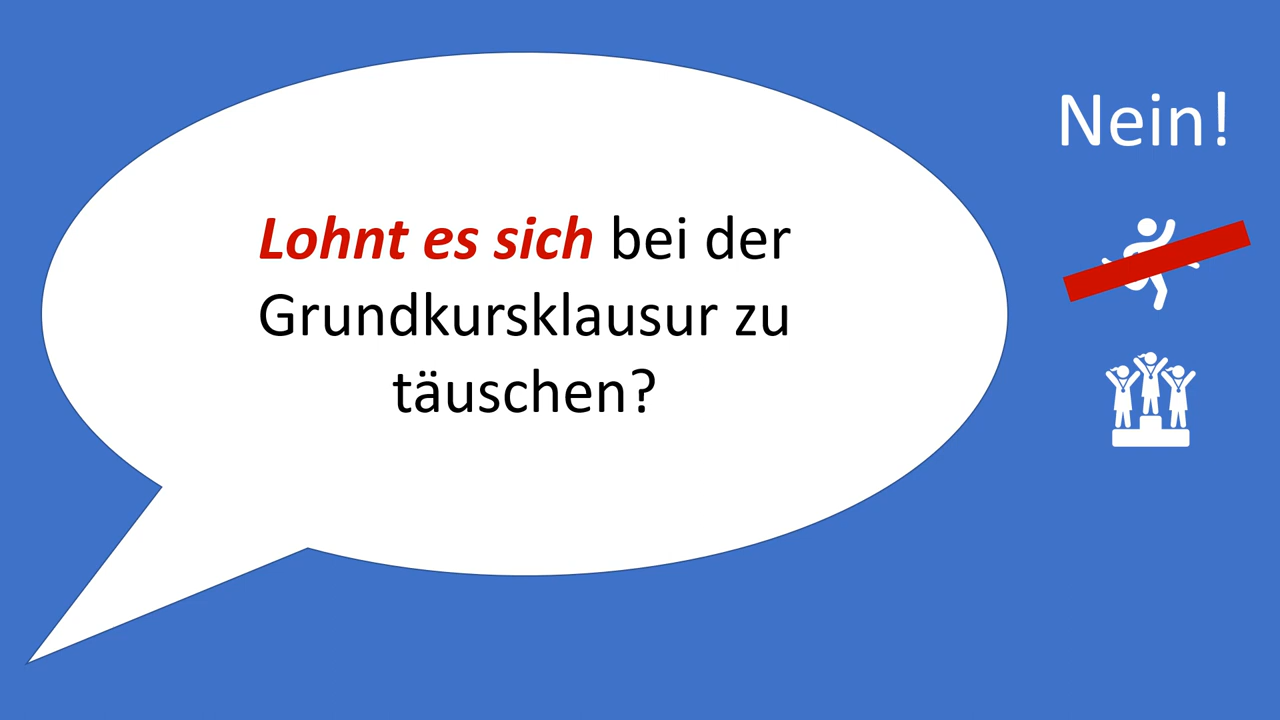 Lohnt es sich bei der
Grundkursklausur zu
täuschen?
Nein!